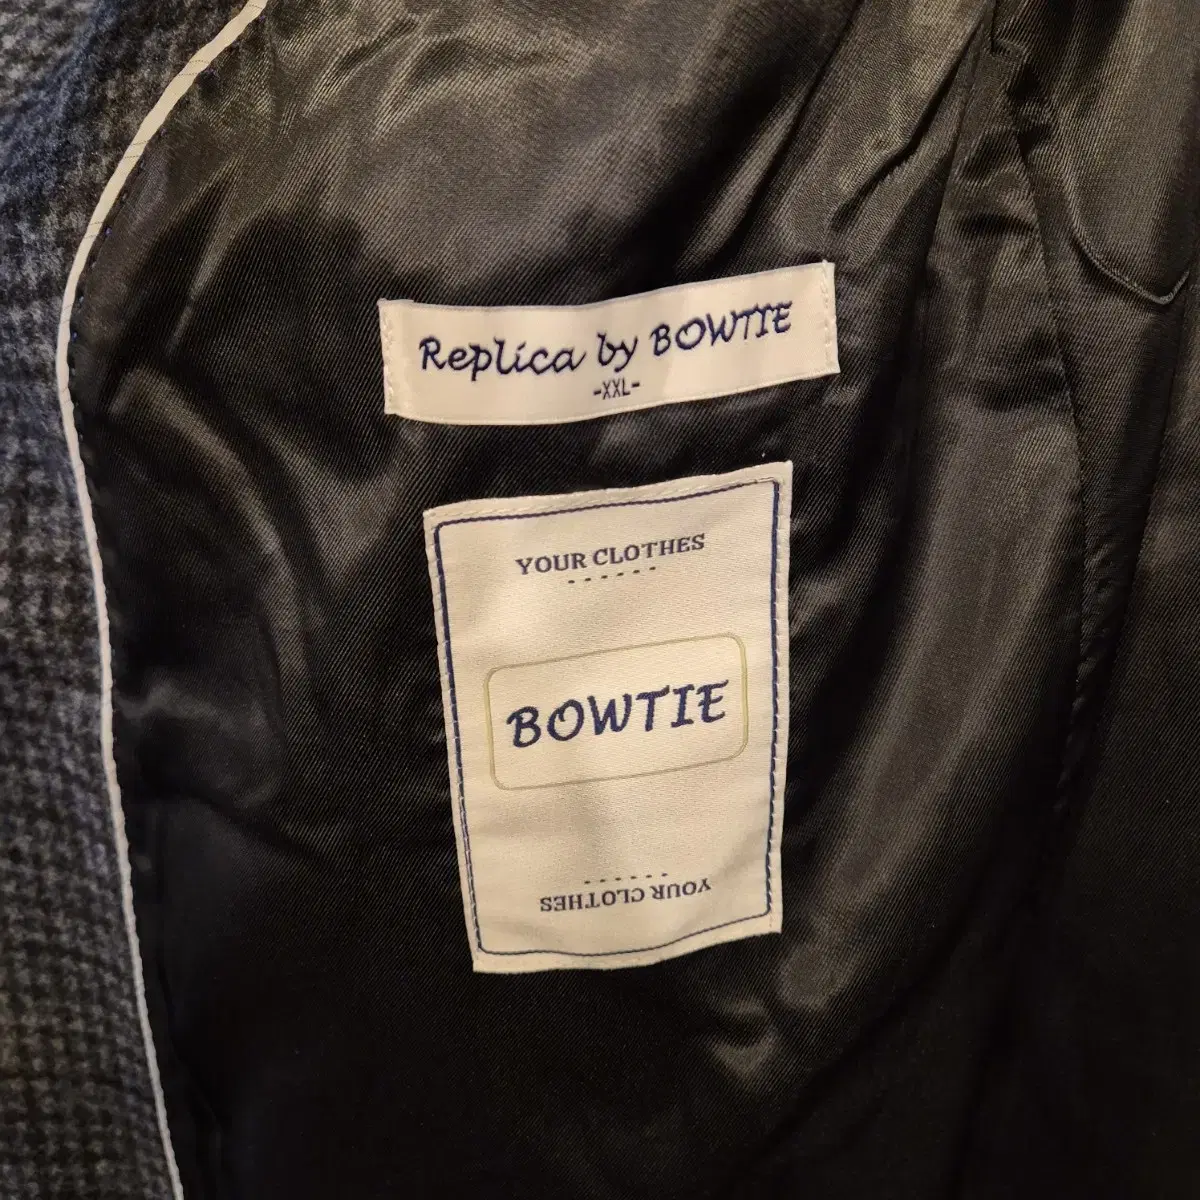 Replica by BOWTIE
-XXL-
YOUR CLOTHES
BOWTIE
YOUR CLOTHES